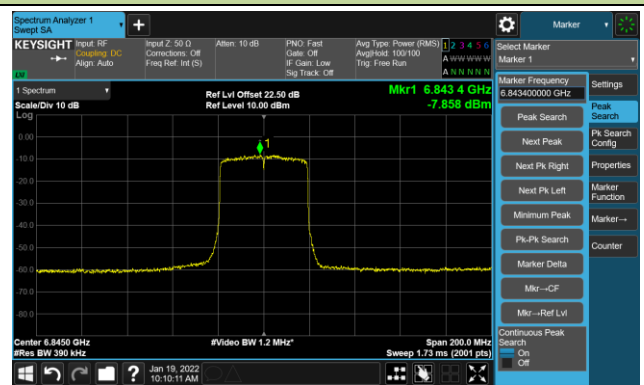 Spectrum Analyzer 1
Swept SA
Marker
KEYSIGHT
Input: RF
Coupling: DC
Align: Auto
Input Z: 50 Ω
Corrections: Off
Freq Ref: Int (S)
Atten: 10 dB
PNO: Fast
Gate: Off
IF Gain: Low
Sig Track: Off
Avg Type: Power (RMS)
Avg|Hold: 100/100
Trig: Free Run
1 2 3 4 5 6
A W W W W W
A N N N N N
LXI
Select Marker
Marker 1
1 Spectrum
Scale/Div 10 dB
Log
Ref Lvl Offset 22.50 dB
Ref Level 10.00 dBm
Mkr1 6.843 4 GHz
-7.858 dBm
1
0.00
-10.0
-20.0
-30.0
-40.0
-50.0
-60.0
-70.0
-80.0
Center 6.8450 GHz
#Res BW 390 kHz
#Video BW 1.2 MHz*
Span 200.0 MHz
Sweep 1.73 ms (2001 pts)
Marker Frequency
6.843400000 GHz
Peak Search
Next Peak
Next Pk Right
Next Pk Left
Minimum Peak
Pk-Pk Search
Marker Delta
Mkr→CF
Mkr→Ref Lvl
Continuous Peak
Search
On
Off
Settings
Peak
Search
Pk Search
Config
Properties
Marker
Function
Marker→
Counter
Jan 19, 2022
10:10:11 AM